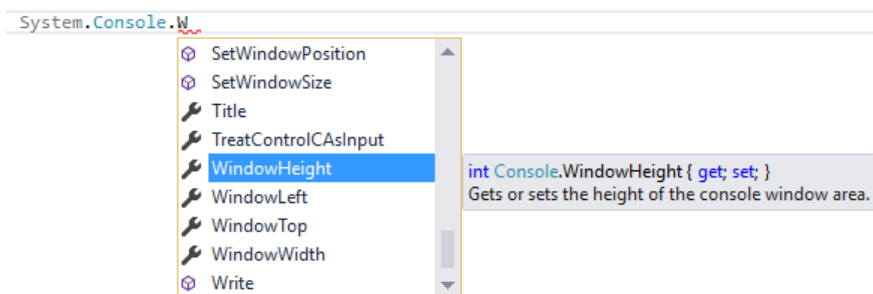 System.Console.W
SetWindowPosition
SetWindowSize
Title
TreatControlCAsInput
WindowHeight
int Console.WindowHeight { get; set; }
Gets or sets the height of the console window area.
WindowLeft
WindowTop
WindowWidth
Write